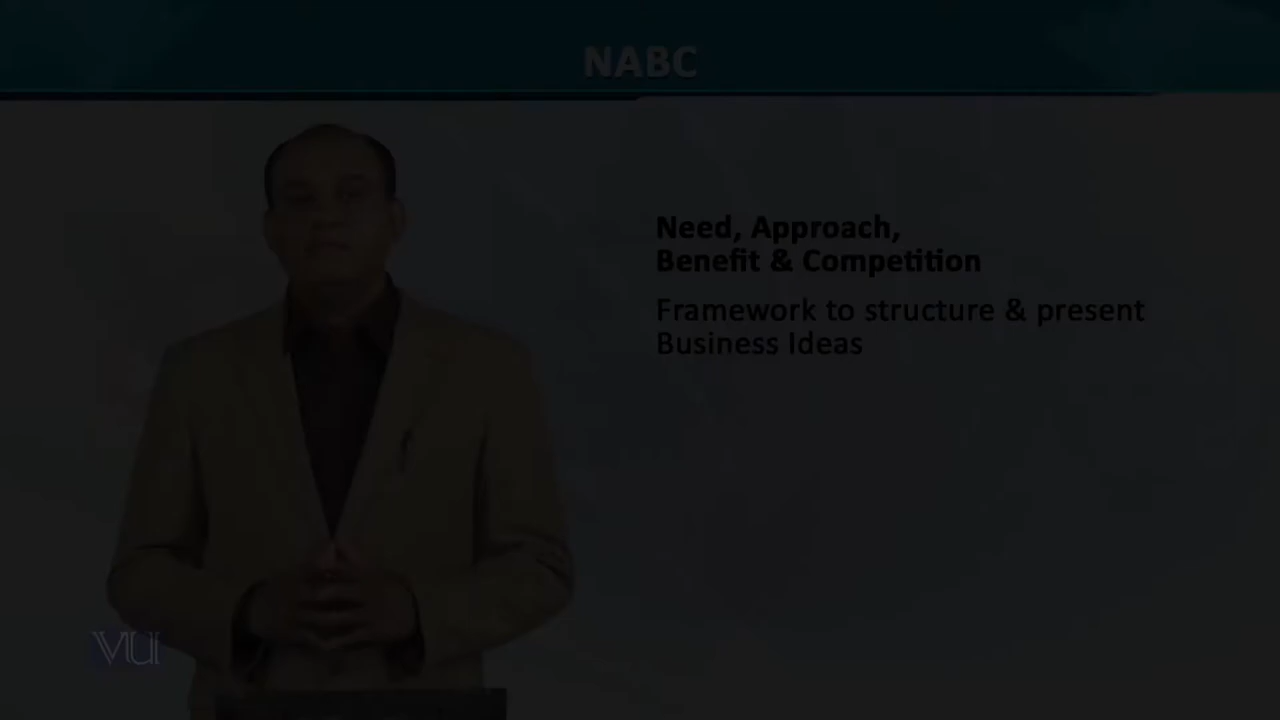 NABC
Need, Approach,
Benefit & Competition
Framework to structure & present
Business Ideas
VU